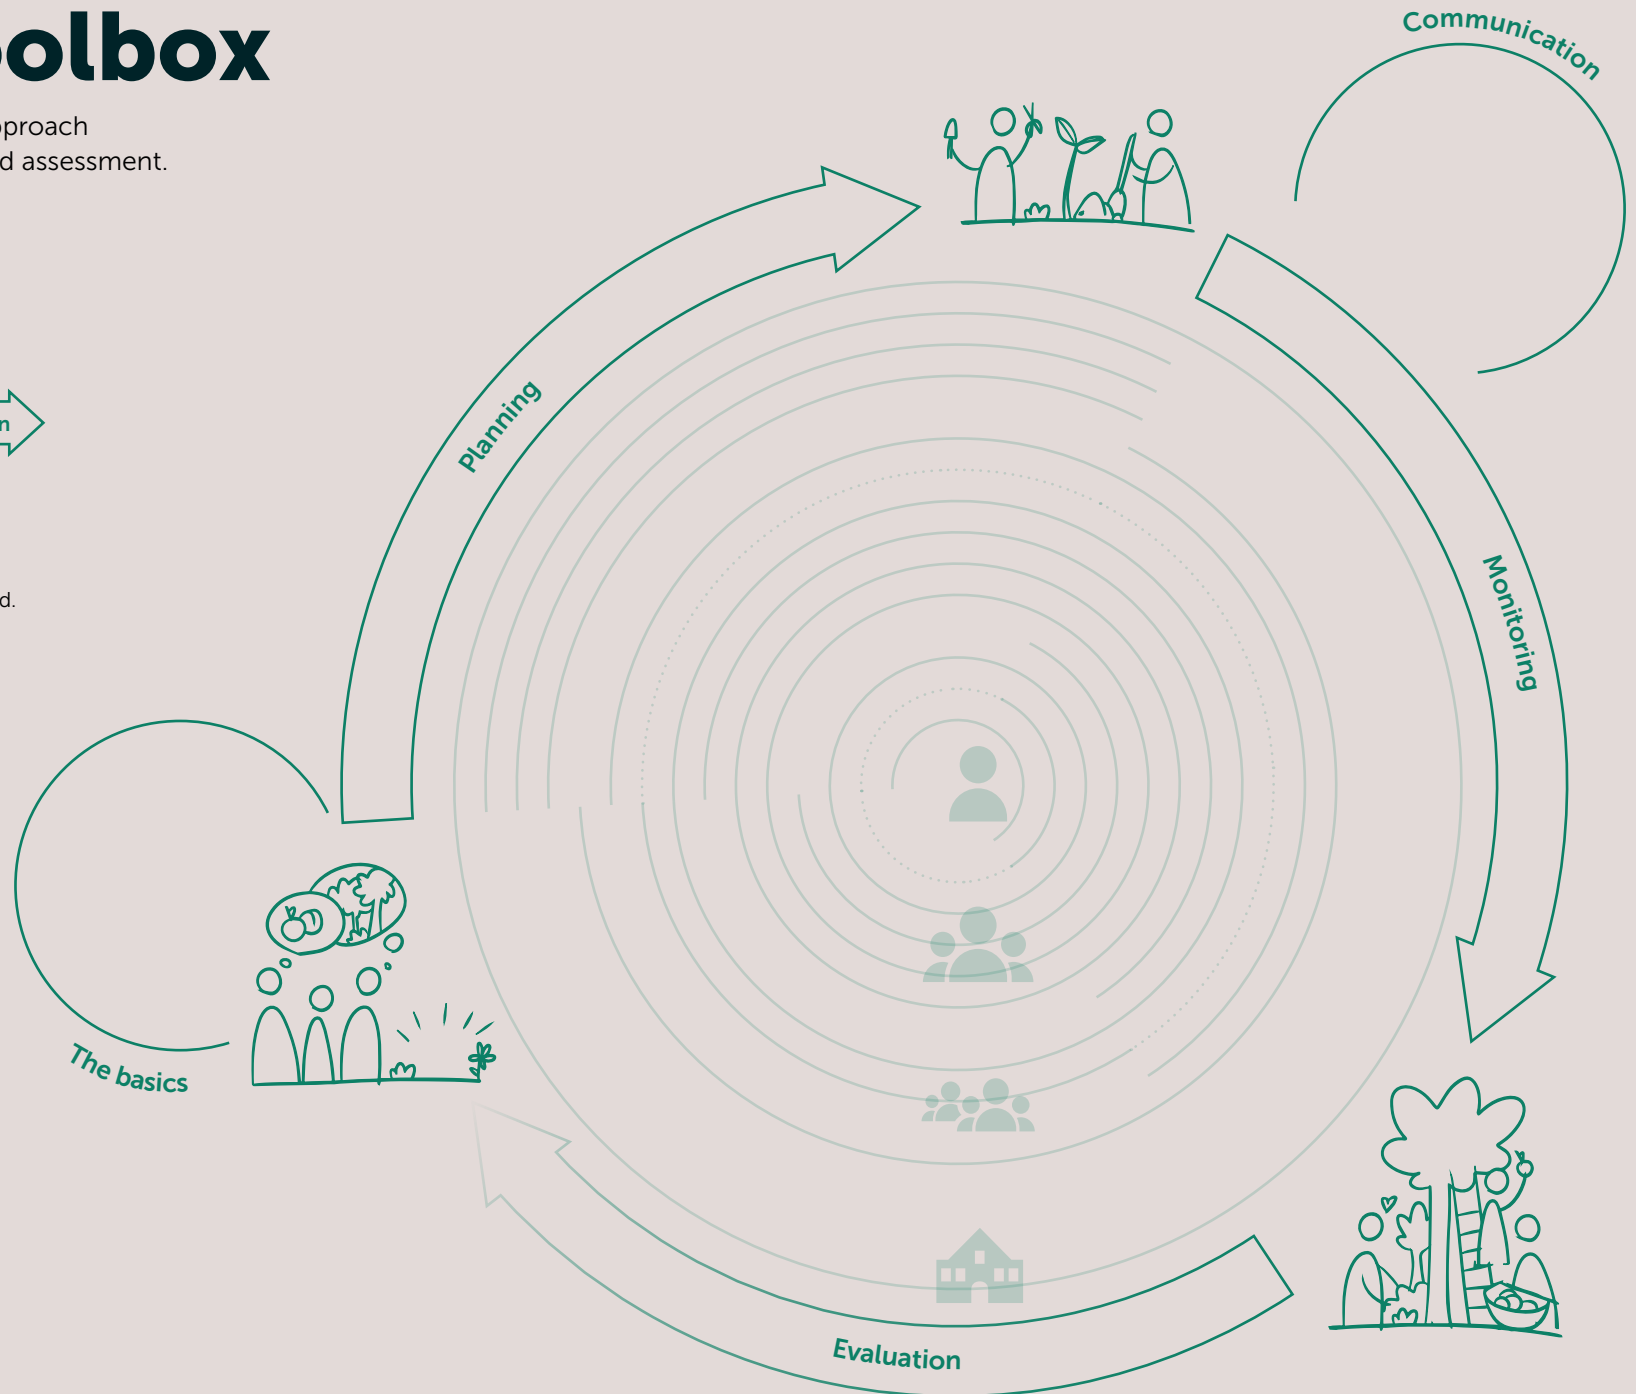 olbox
proach
d assessment.
Communication
Planning
n
Monitoring
d.
The basics
Evaluation